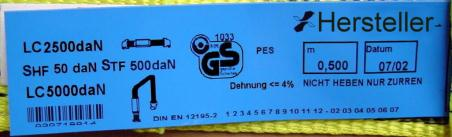 Hersteller
LC2500daN
1033
GS
PES
m
0,500
Datum
07/02
SHF 50 daN STF 500daN
Dehnung <= 4%
NICHT HEBEN NUR ZURREN
LC5000daN
DIN EN 12195-2
1 2 3 4 5 6 7 8 9 10 11 12 - 02 03 04 05 06 07